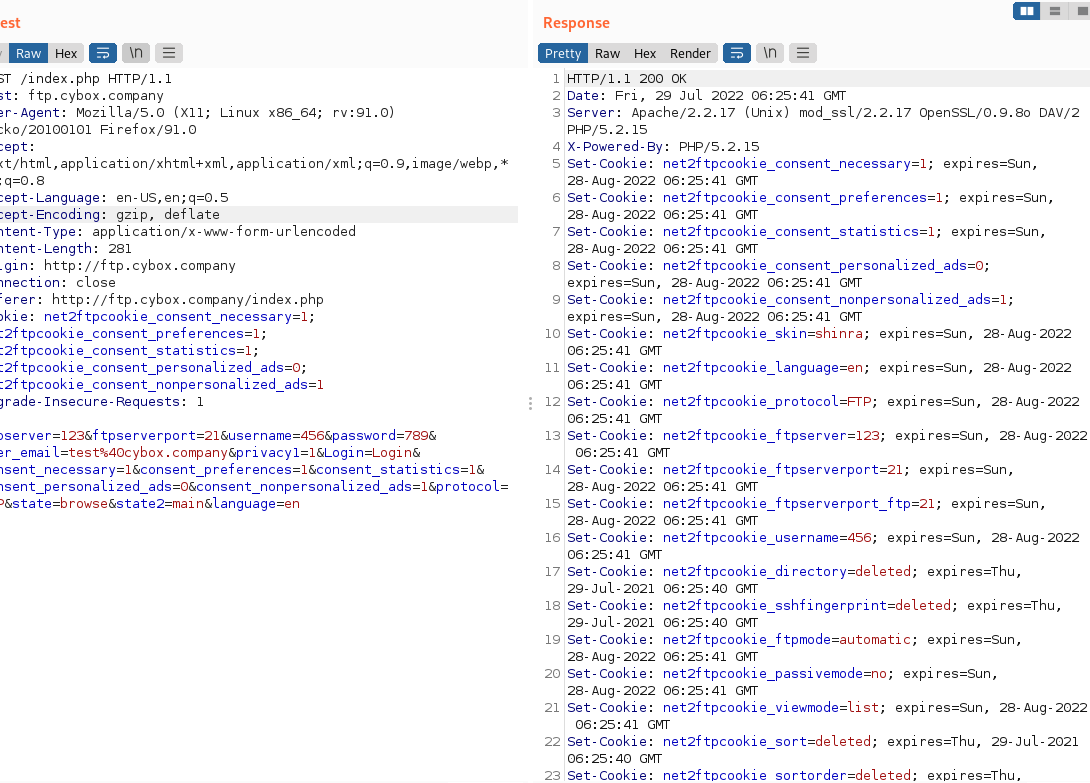 est
Raw Hex \n
ST /index.php HTTP/1.1
st: ftp.cybox.company
er-Agent: Mozilla/5.0 (X11; Linux x86_64; rv:91.0)
cko/20100101 Firefox/91.0
cept:
xt/html,application/xhtml+xml,application/xml;q=0.9,image/webp,*
;q=0.8
cept-Language: en-US,en;q=0.5
cept-Encoding: gzip, deflate
ntent-Type: application/x-www-form-urlencoded
ntent-Length: 281
igin: http://ftp.cybox.company
nnection: close
ferer: http://ftp.cybox.company/index.php
okie: net2ftpcookie_consent_necessary=1;
t2ftpcookie_consent_preferences=1;
t2ftpcookie_consent_statistics=1;
t2ftpcookie_consent_personalized_ads=0;
t2ftpcookie_consent_nonpersonalized_ads=1
grade-Insecure-Requests: 1
pserver=123&ftpserverport=21&username=456&password=789&
er_email=test%40cybox.company&privacy1=1&Login=Login&
nsent_necessary=1&consent_preferences=1&consent_statistics=1&
nsent_personalized_ads=0&consent_nonpersonalized_ads=1&protocol=
P&state=browse&state2=main&language=en
Response
Pretty Raw Hex Render \n
1 HTTP/1.1 200 OK
2 Date: Fri, 29 Jul 2022 06:25:41 GMT
3 Server: Apache/2.2.17 (Unix) mod_ssl/2.2.17 OpenSSL/0.9.8o DAV/2
PHP/5.2.15
4 X-Powered-By: PHP/5.2.15
5 Set-Cookie: net2ftpcookie_consent_necessary=1; expires=Sun,
28-Aug-2022 06:25:41 GMT
6 Set-Cookie: net2ftpcookie_consent_preferences=1; expires=Sun,
28-Aug-2022 06:25:41 GMT
7 Set-Cookie: net2ftpcookie_consent_statistics=1; expires=Sun,
28-Aug-2022 06:25:41 GMT
8 Set-Cookie: net2ftpcookie_consent_personalized_ads=0;
expires=Sun, 28-Aug-2022 06:25:41 GMT
9 Set-Cookie: net2ftpcookie_consent_nonpersonalized_ads=1;
expires=Sun, 28-Aug-2022 06:25:41 GMT
10 Set-Cookie: net2ftpcookie_skin=shinra; expires=Sun, 28-Aug-2022
06:25:41 GMT
11 Set-Cookie: net2ftpcookie_language=en; expires=Sun, 28-Aug-2022
06:25:41 GMT
12 Set-Cookie: net2ftpcookie_protocol=FTP; expires=Sun, 28-Aug-2022
06:25:41 GMT
13 Set-Cookie: net2ftpcookie_ftpserver=123; expires=Sun, 28-Aug-2022
06:25:41 GMT
14 Set-Cookie: net2ftpcookie_ftpserverport=21; expires=Sun,
28-Aug-2022 06:25:41 GMT
15 Set-Cookie: net2ftpcookie_ftpserverport_ftp=21; expires=Sun,
28-Aug-2022 06:25:41 GMT
16 Set-Cookie: net2ftpcookie_username=456; expires=Sun, 28-Aug-2022
06:25:41 GMT
17 Set-Cookie: net2ftpcookie_directory=deleted; expires=Thu,
29-Jul-2021 06:25:40 GMT
18 Set-Cookie: net2ftpcookie_sshfingerprint=deleted; expires=Thu,
29-Jul-2021 06:25:40 GMT
19 Set-Cookie: net2ftpcookie_ftpmode=automatic; expires=Sun,
28-Aug-2022 06:25:41 GMT
20 Set-Cookie: net2ftpcookie_passivemode=no; expires=Sun,
28-Aug-2022 06:25:41 GMT
21 Set-Cookie: net2ftpcookie_viewmode=list; expires=Sun, 28-Aug-2022
06:25:41 GMT
22 Set-Cookie: net2ftpcookie_sort=deleted; expires=Thu, 29-Jul-2021
06:25:40 GMT
23 Set-Cookie: net2ftpcookie_sortorder=deleted; expires=Thu,